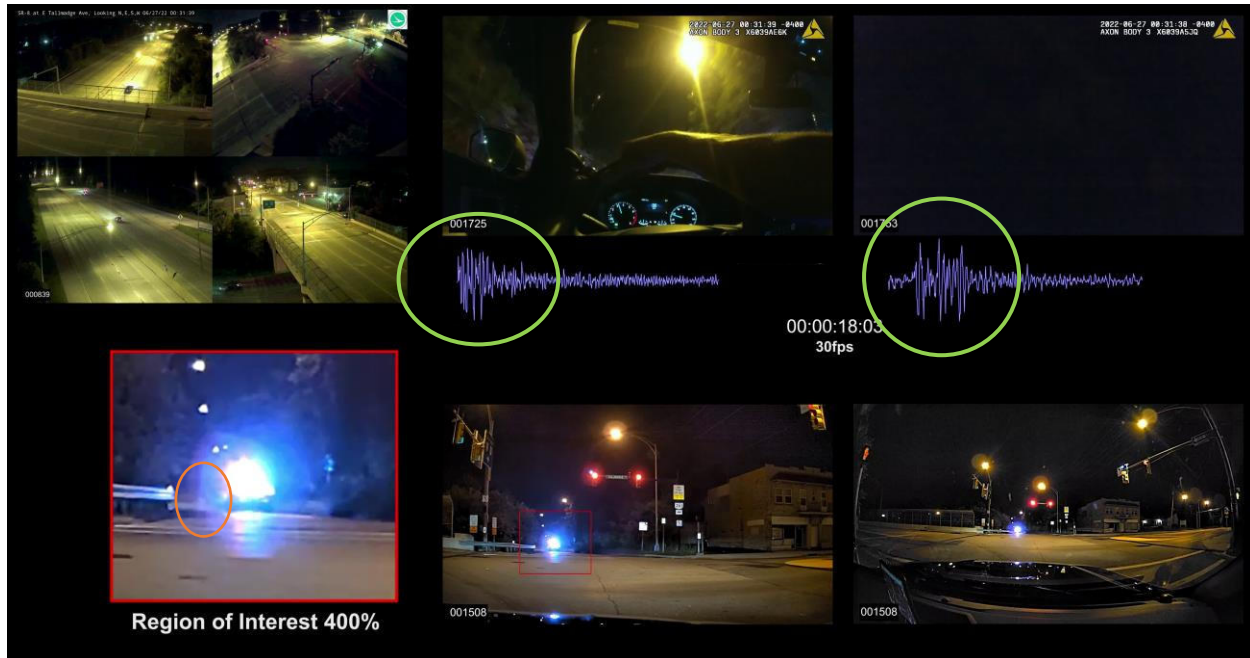 SR-8 at E Tallmadge Ave, Looking N,E,S,W 06/27/22 00:31:39
2022-06-27 00:31:39 -0400
AXON BODY 3 X6039AE6K
2022-06-27 00:31:38 -0400
AXON BODY 3 X6039A5JQ
001725
000839
00:00:18:03
30fps
001508
001508
Region of Interest 400%